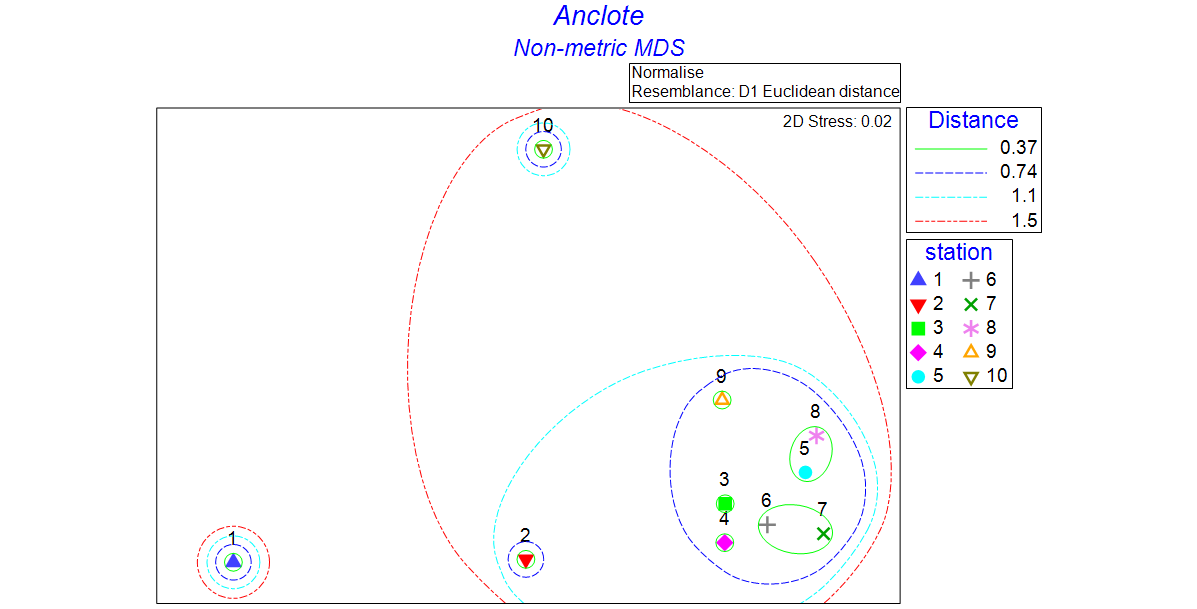 Anclote
Non-metric MDS
Normalise
Resemblance: D1 Euclidean distance
2D Stress: 0.02
Distance
0.37
0.74
1.1
1.5
station
1 6
2 7
3 8
4 9
5 10
10
9
8
5
3
6
7
4
2
1